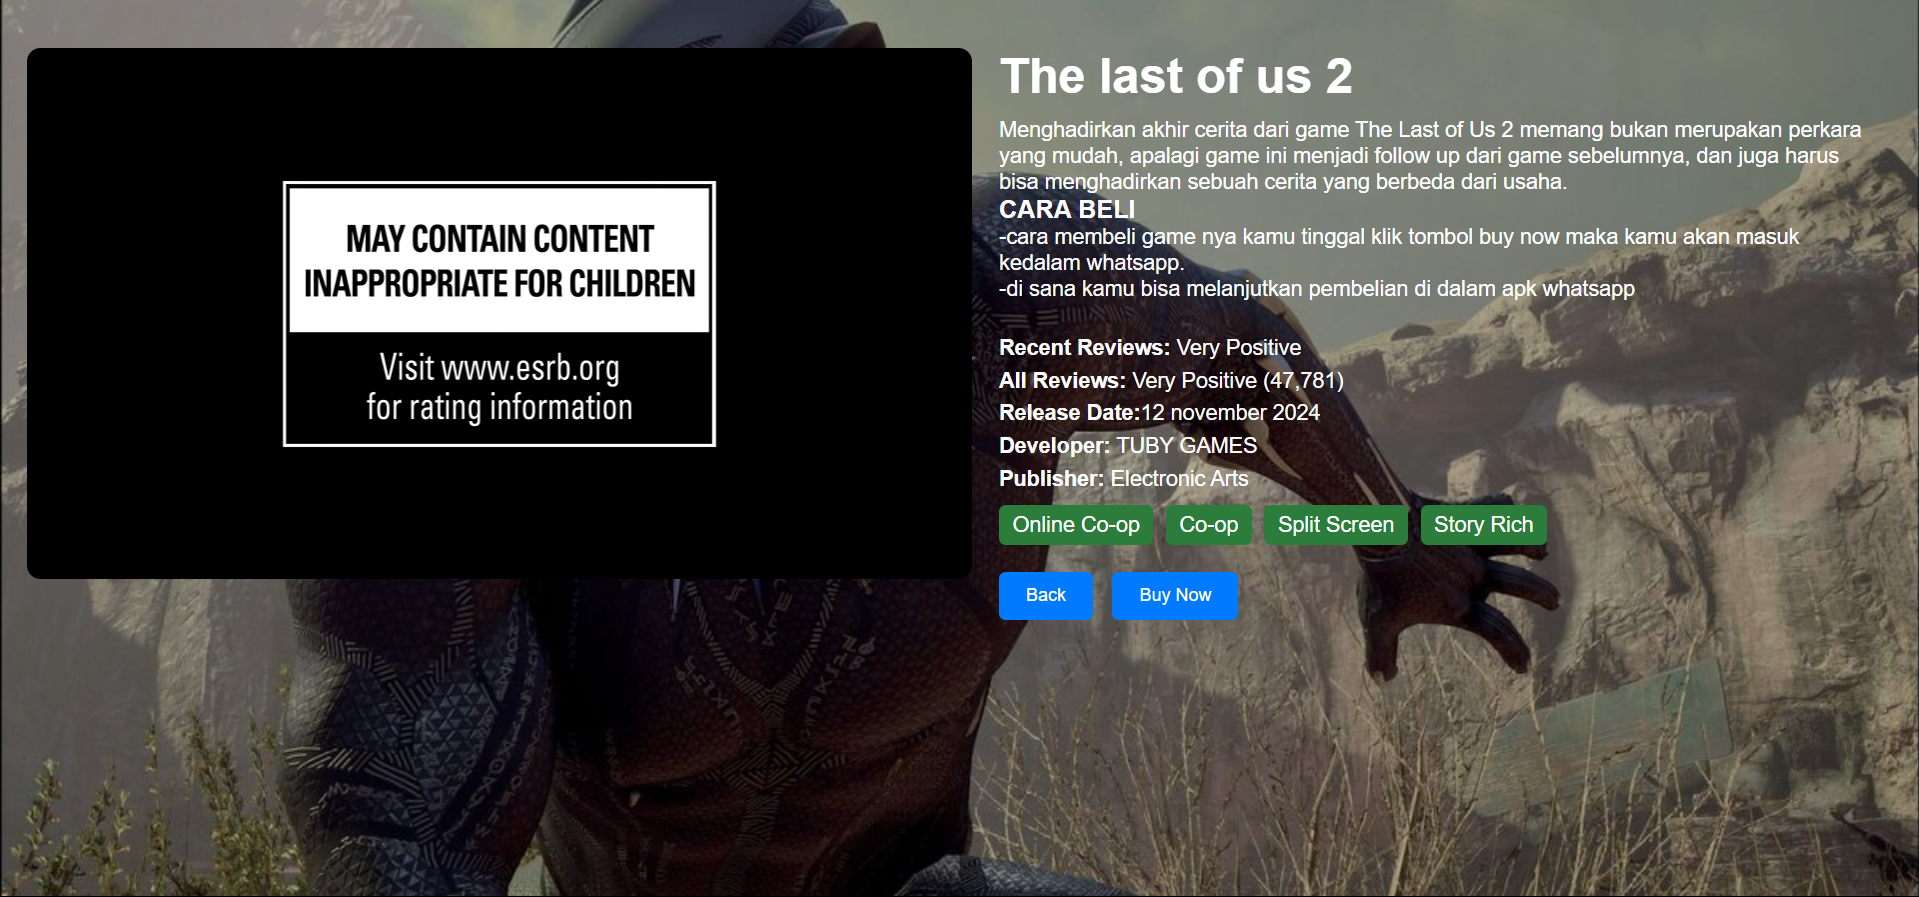 MAY CONTAIN CONTENT
INAPPROPRIATE FOR CHILDREN
Visit www.esrb.org
for rating information
The last of us 2
Menghadirkan akhir cerita dari game The Last of Us 2 memang bukan merupakan perkara
yang mudah, apalagi game ini menjadi follow up dari game sebelumnya, dan juga harus
bisa menghadirkan sebuah cerita yang berbeda dari usaha.
CARA BELI
-cara membeli game nya kamu tinggal klik tombol buy now maka kamu akan masuk
kedalam whatsapp.
-di sana kamu bisa melanjutkan pembelian di dalam apk whatsapp
Recent Reviews: Very Positive
All Reviews: Very Positive (47,781)
Release Date:12 november 2024
Developer: TUBY GAMES
Publisher: Electronic Arts
Online Co-op Co-op Split Screen Story Rich
Back Buy Now